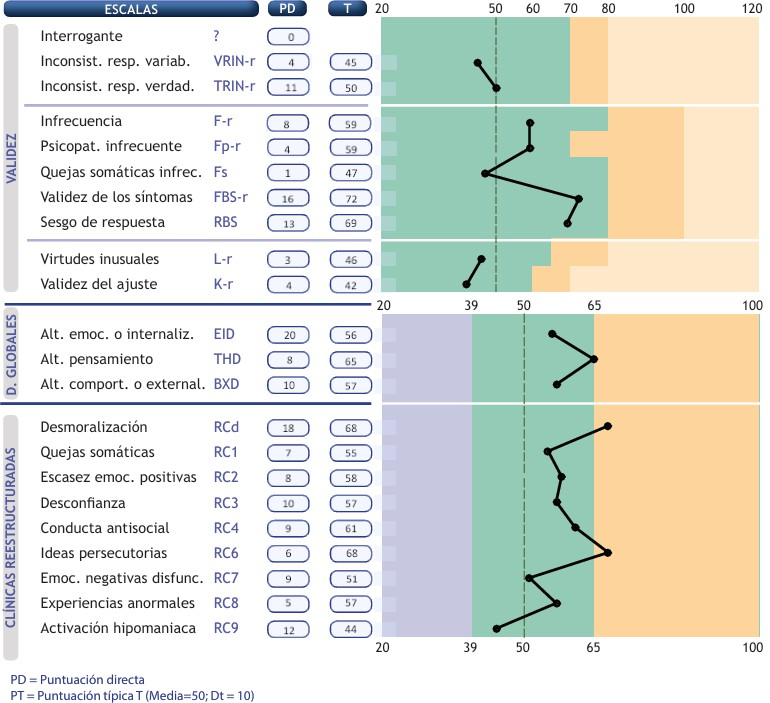 ESCALAS PD T 20 50 60 70 80 100 120
VALIDEZ
Interrogante ? 0
Inconsist. resp. variab. VRIN-r 4 45
Inconsist. resp. verdad. TRIN-r 11 50
Infrecuencia F-r 8 59
Psicopat. infrecuente Fp-r 4 59
Quejas somáticas infrec. Fs 1 47
Validez de los síntomas FBS-r 16 72
Sesgo de respuesta RBS 13 69
Virtudes inusuales L-r 3 46
Validez del ajuste K-r 4 42
20 39 50 65 100
D. GLOBALES
Alt. emoc. o internaliz. EID 20 56
Alt. pensamiento THD 8 65
Alt. comport. o external. BXD 10 57
CLÍNICAS REESTRUCTURADAS
Desmoralización RCd 18 68
Quejas somáticas RC1 7 55
Escasez emoc. positivas RC2 8 58
Desconfianza RC3 10 57
Conducta antisocial RC4 9 61
Ideas persecutorias RC6 6 68
Emoc. negativas disfunc. RC7 9 51
Experiencias anormales RC8 5 57
Activación hipomaniaca RC9 12 44
20 39 50 65 100
PD = Puntuación directa
PT = Puntuación típica T (Media=50; Dt = 10)